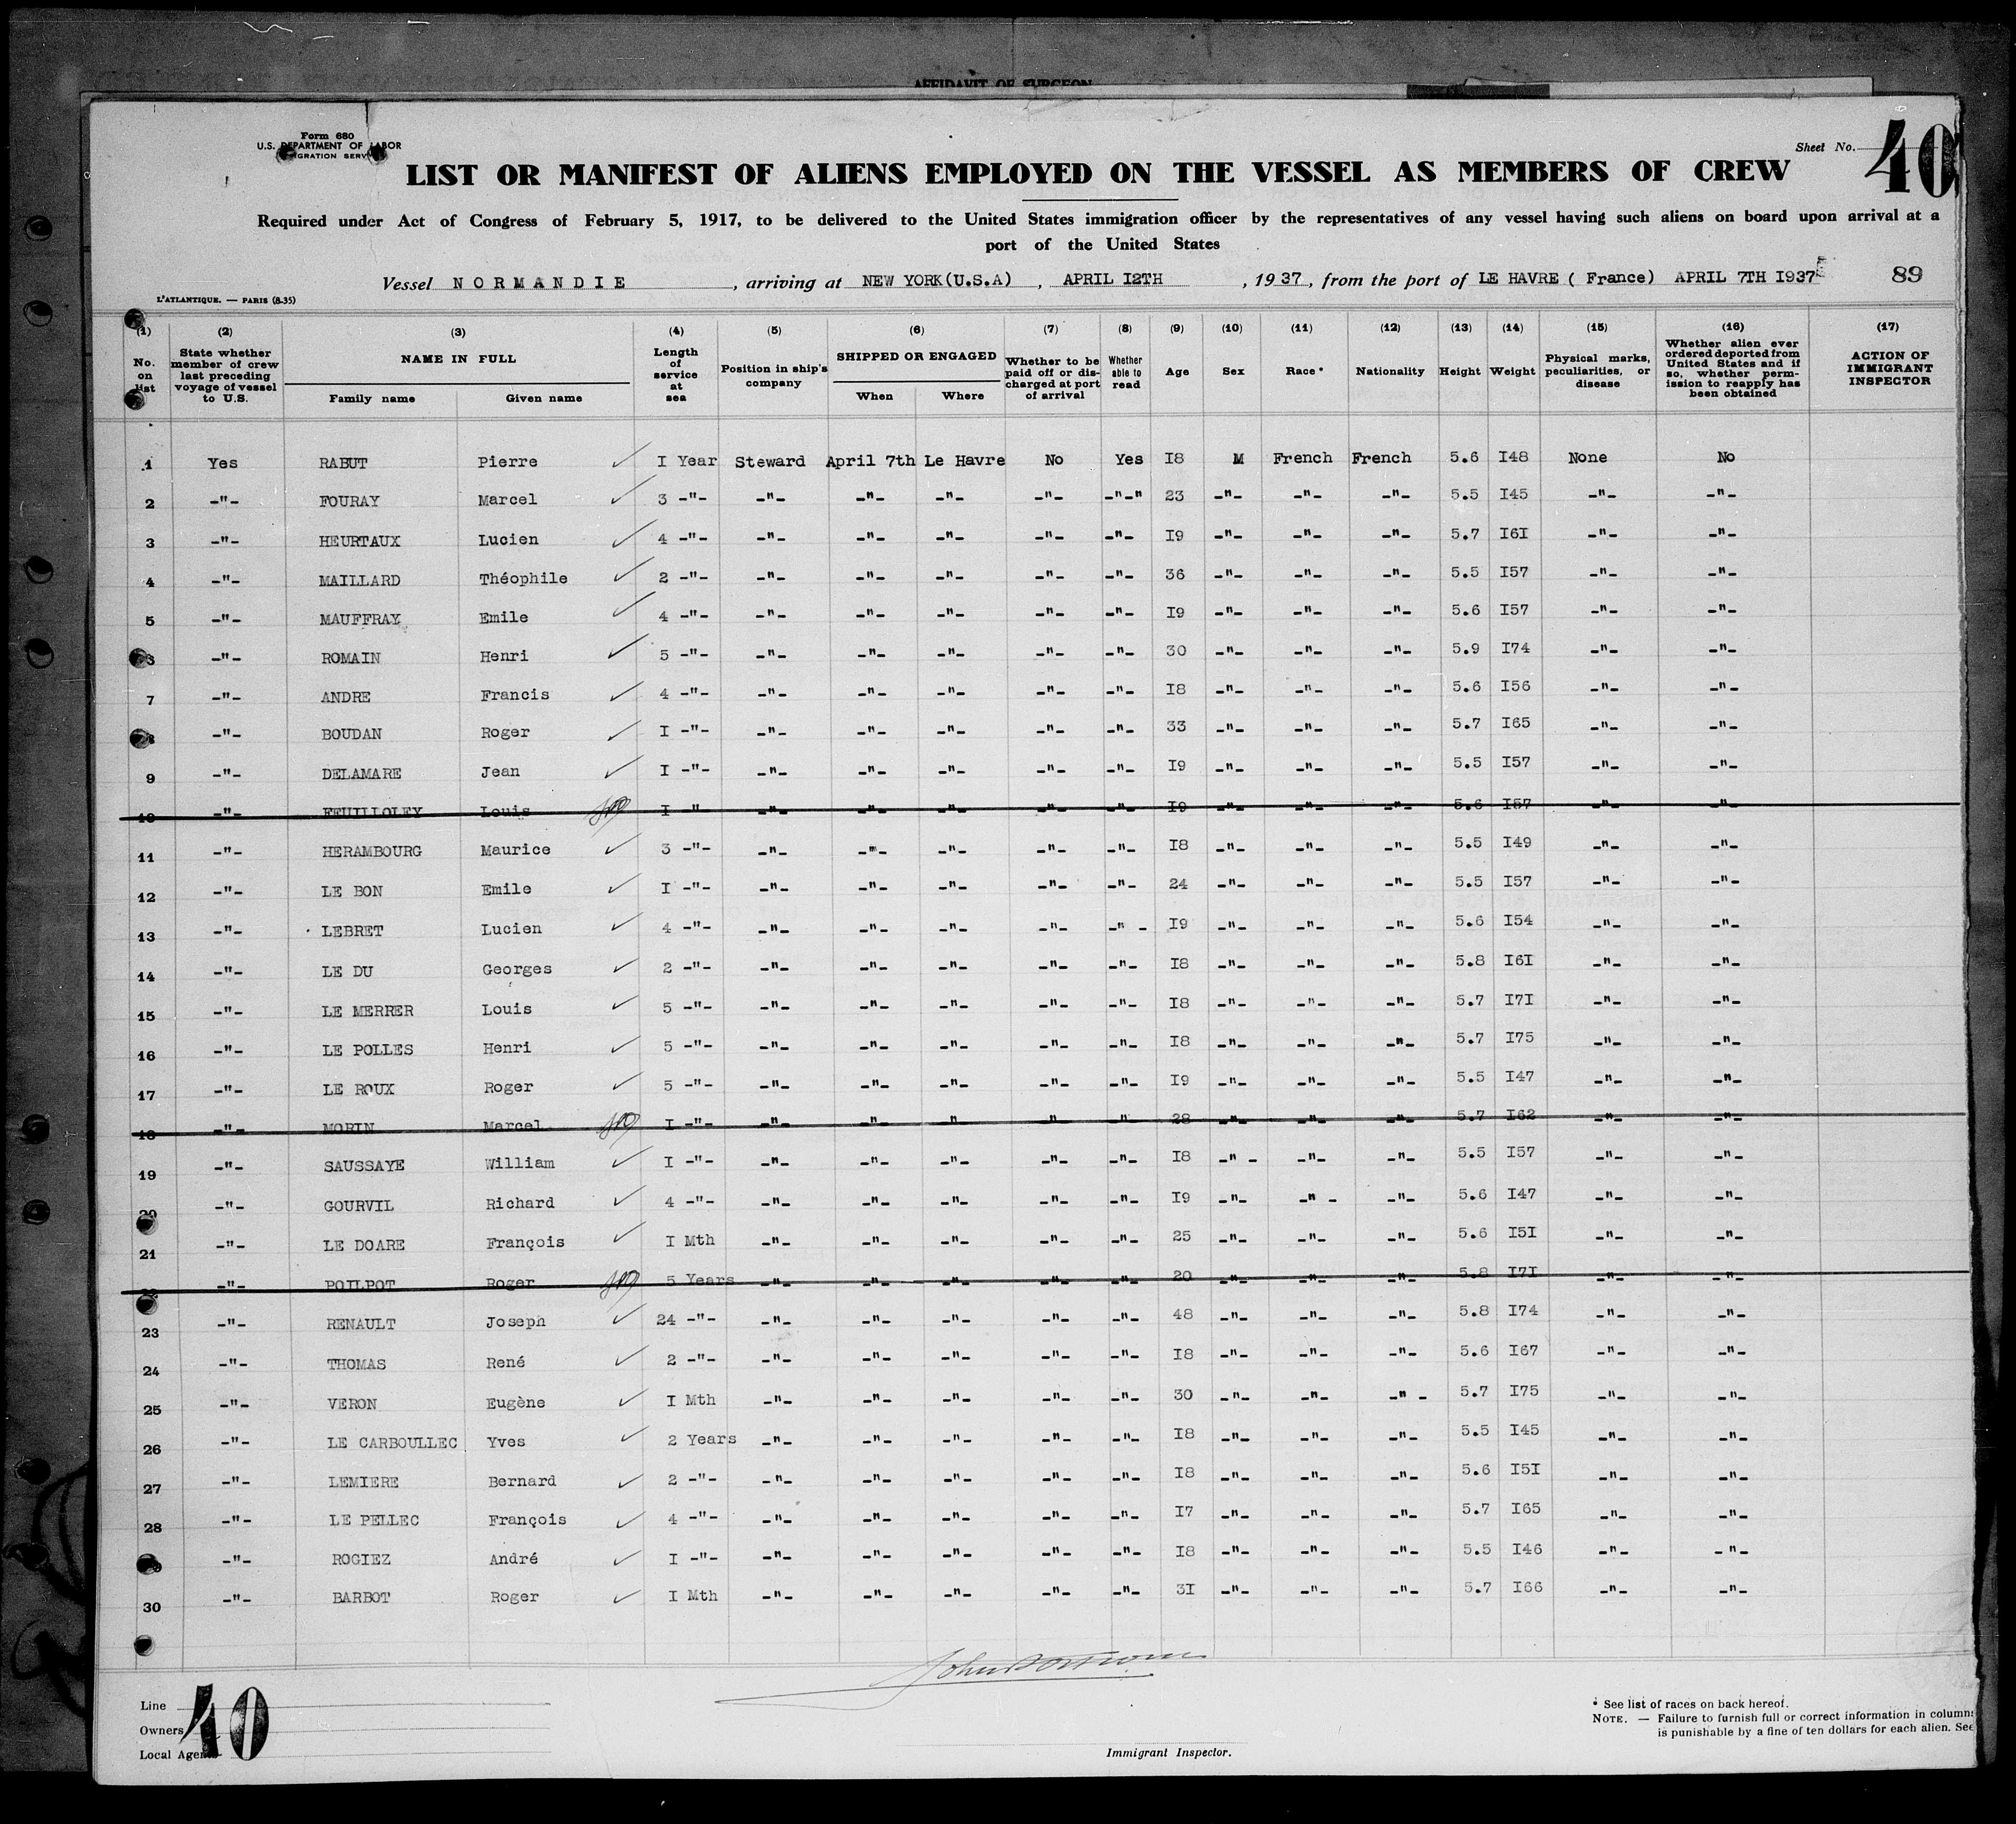 AFFIDAVIT OF SURGEON
Form 680
U.S. DEPARTMENT OF LABOR
IMMIGRATION SERVICE
Sheet No. 40
LIST OR MANIFEST OF ALIENS EMPLOYED ON THE VESSEL AS MEMBERS OF CREW
Required under Act of Congress of February 5, 1917, to be delivered to the United States immigration officer by the representatives of any vessel having such aliens on board upon arrival at a
port of the United States
Vessel NORMANDIE, arriving at NEW YORK(U.S.A), APRIL I2TH, 1937, from the port of LE HAVRE ( France) APRIL 7TH I937 89
L'ATLANTIQUE. — PARIS (8-35)
(1) (2) (3) (4) (5) (6) (7) (8) (9) (10) (11) (12) (13) (14) (15) (16) (17)
No. on list State whether member of crew last preceding voyage of vessel to U.S. NAME IN FULL Family name Given name Length of service at sea Position in ship's company SHIPPED OR ENGAGED When Where Whether to be paid off or discharged at port of arrival Whether able to read Age Sex Race* Nationality Height Weight Physical marks, peculiarities, or disease Whether alien ever ordered deported from United States and if so, whether permission to reapply has been obtained ACTION OF IMMIGRANT INSPECTOR
1 Yes RABUT Pierre ✓ I Year Steward April 7th Le Havre No Yes I8 M French French 5.6 I48 None No
2 -"- FOURAY Marcel ✓ 3 -"- -"- -"- -"- -"- -"-" 23 -"- -"- -"- 5.5 I45 -"- -"-
3 -"- HEURTAUX Lucien ✓ 4 -"- -"- -"- -"- -"- -"- I9 -"- -"- -"- 5.7 I6I -"- -"-
4 -"- MAILLARD Théophile ✓ 2 -"- -"- -"- -"- -"- -"- 36 -"- -"- -"- 5.5 I57 -"- -"-
5 -"- MAUFFRAY Emile ✓ 4 -"- -"- -"- -"- -"- -"- I9 -"- -"- -"- 5.6 I57 -"- -"-
6 -"- ROMAIN Henri ✓ 5 -"- -"- -"- -"- -"- -"- 30 -"- -"- -"- 5.9 I74 -"- -"-
7 -"- ANDRE Francis ✓ 4 -"- -"- -"- -"- -"- -"- I8 -"- -"- -"- 5.6 I56 -"- -"-
8 -"- BOUDAN Roger ✓ I -"- -"- -"- -"- -"- -"- 33 -"- -"- -"- 5.7 I65 -"- -"-
9 -"- DELAMARE Jean ✓ I -"- -"- -"- -"- -"- -"- I9 -"- -"- -"- 5.5 I57 -"- -"-
10 -"- FEUILLOLEY Louis I -"- -"- -"- -"- -"- -"- I9 -"- -"- -"- 5.6 I57 -"- -"-
11 -"- HERAMBOURG Maurice ✓ 3 -"- -"- -"- -"- -"- -"- I8 -"- -"- -"- 5.5 I49 -"- -"-
12 -"- LE BON Emile ✓ I -"- -"- -"- -"- -"- -"- 24 -"- -"- -"- 5.5 I57 -"- -"-
13 -"- LEBRET Lucien ✓ 4 -"- -"- -"- -"- -"- -"- I9 -"- -"- -"- 5.6 I54 -"- -"-
14 -"- LE DU Georges ✓ 2 -"- -"- -"- -"- -"- -"- I8 -"- -"- -"- 5.8 I6I -"- -"-
15 -"- LE MERRER Louis ✓ 5 -"- -"- -"- -"- -"- -"- I8 -"- -"- -"- 5.7 I7I -"- -"-
16 -"- LE POLLES Henri ✓ 5 -"- -"- -"- -"- -"- -"- I8 -"- -"- -"- 5.7 I75 -"- -"-
17 -"- LE ROUX Roger ✓ 5 -"- -"- -"- -"- -"- -"- I9 -"- -"- -"- 5.5 I47 -"- -"-
18 -"- MORIN Marcel I -"- -"- -"- -"- -"- -"- 28 -"- -"- -"- 5.7 I62 -"- -"-
19 -"- SAUSSAYE William ✓ I -"- -"- -"- -"- -"- -"- I8 -"- -"- -"- 5.5 I57 -"- -"-
20 -"- GOURVIL Richard ✓ 4 -"- -"- -"- -"- -"- -"- I9 -"- -"- -"- 5.6 I47 -"- -"-
21 -"- LE DOARE François ✓ I Mth -"- -"- -"- -"- -"- 25 -"- -"- -"- 5.6 I5I -"- -"-
22 -"- POILPOT Roger 5 Years -"- -"- -"- -"- -"- 20 -"- -"- -"- 5.8 I7I -"- -"-
23 -"- RENAULT Joseph ✓ 24 -"- -"- -"- -"- -"- -"- 48 -"- -"- -"- 5.8 I74 -"- -"-
24 -"- THOMAS René ✓ 2 -"- -"- -"- -"- -"- -"- I8 -"- -"- -"- 5.6 I67 -"- -"-
25 -"- VERON Eugène ✓ I Mth -"- -"- -"- -"- -"- 30 -"- -"- -"- 5.7 I75 -"- -"-
26 -"- LE CARBOULLEC Yves ✓ 2 Years -"- -"- -"- -"- -"- I8 -"- -"- -"- 5.5 I45 -"- -"-
27 -"- LEMIERE Bernard ✓ 2 -"- -"- -"- -"- -"- -"- I8 -"- -"- -"- 5.6 I5I -"- -"-
28 -"- LE PELLEC François ✓ 4 -"- -"- -"- -"- -"- -"- I7 -"- -"- -"- 5.7 I65 -"- -"-
29 -"- ROGIEZ André ✓ I -"- -"- -"- -"- -"- -"- I8 -"- -"- -"- 5.5 I46 -"- -"-
30 -"- BARBOT Roger ✓ I Mth -"- -"- -"- -"- -"- 3I -"- -"- -"- 5.7 I66 -"- -"-
Line
Owners
Local Agents
40
Immigrant Inspector.
* See list of races on back hereof.
NOTE. — Failure to furnish full or correct information in columns
is punishable by a fine of ten dollars for each alien. See